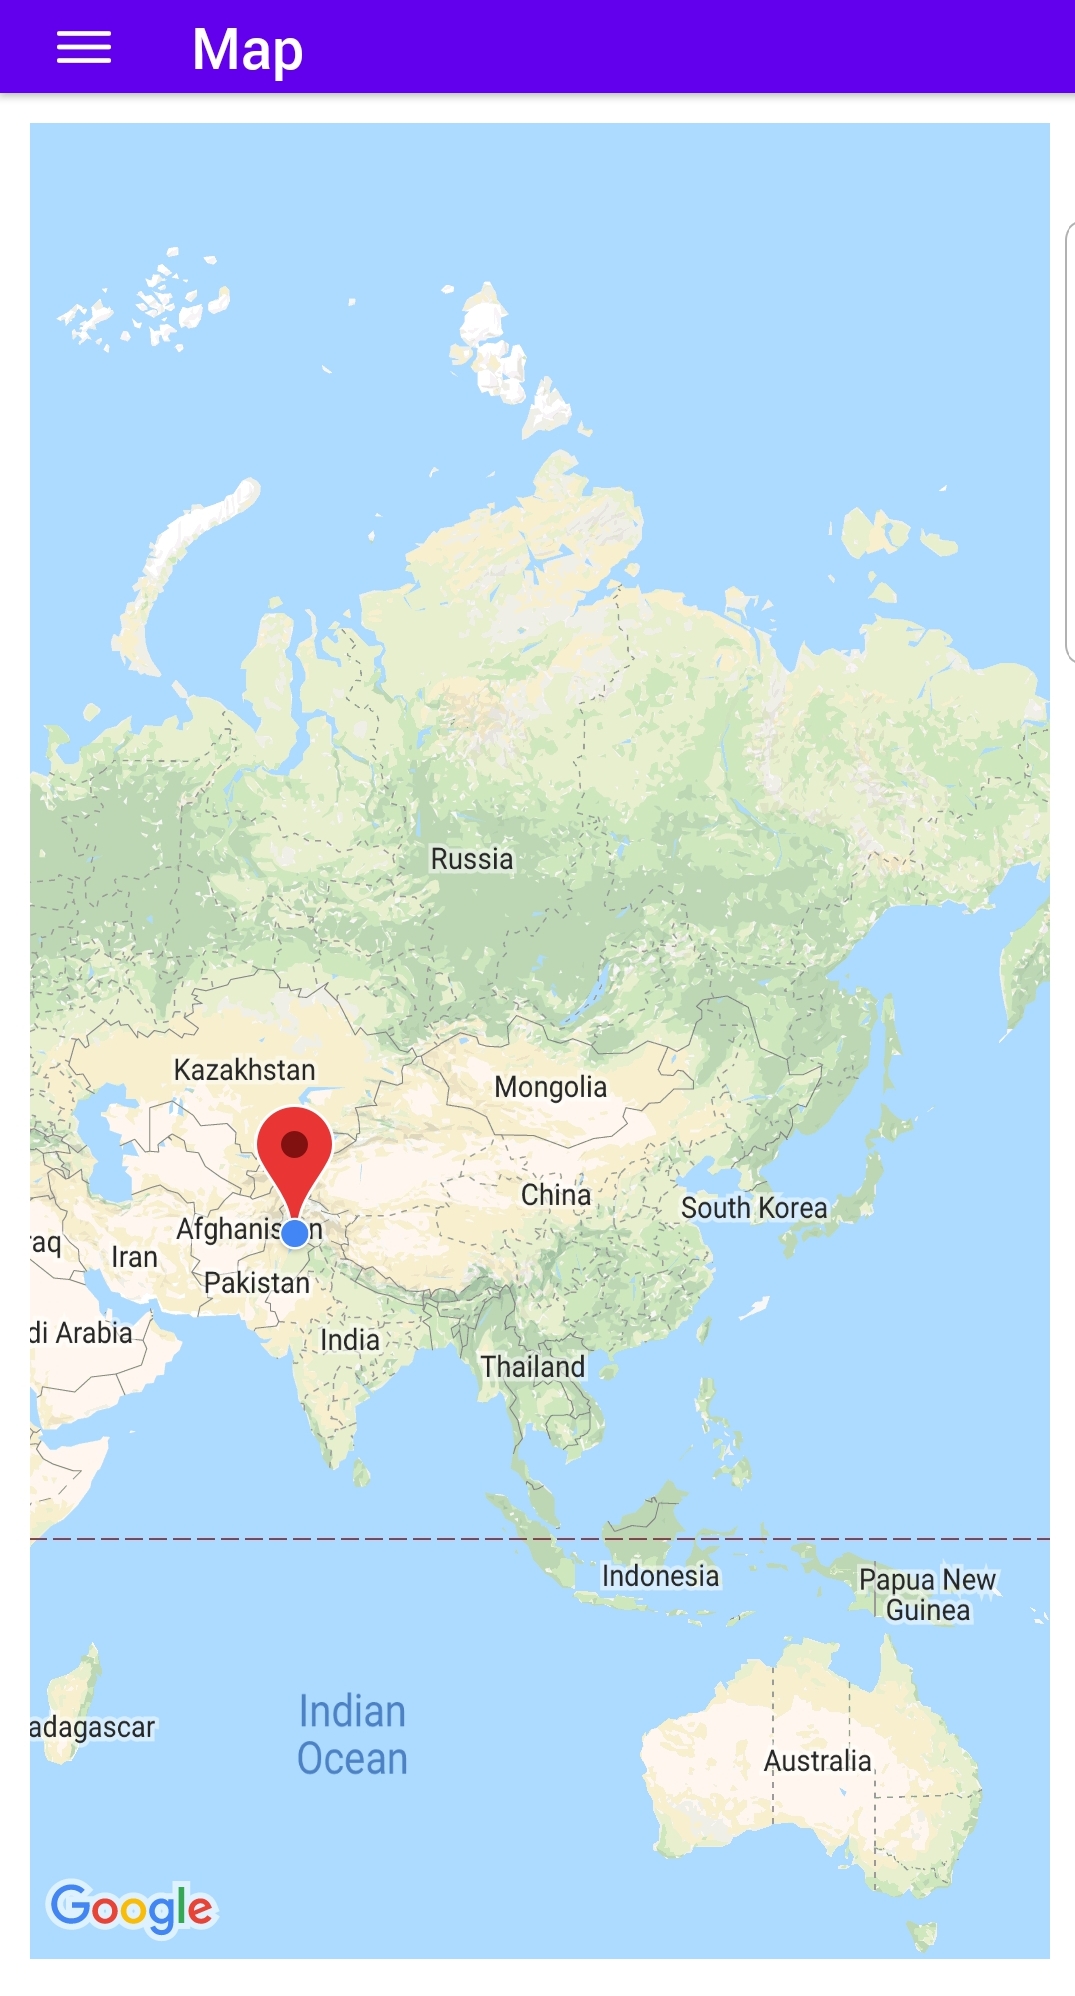 Map
Russia
Kazakhstan
Mongolia
China
South Korea
Afghanis n
raq
Iran
Pakistan
di Arabia
India
Thailand
Indonesia
Papua New
Guinea
Indian
Ocean
adagascar
Australia
Google